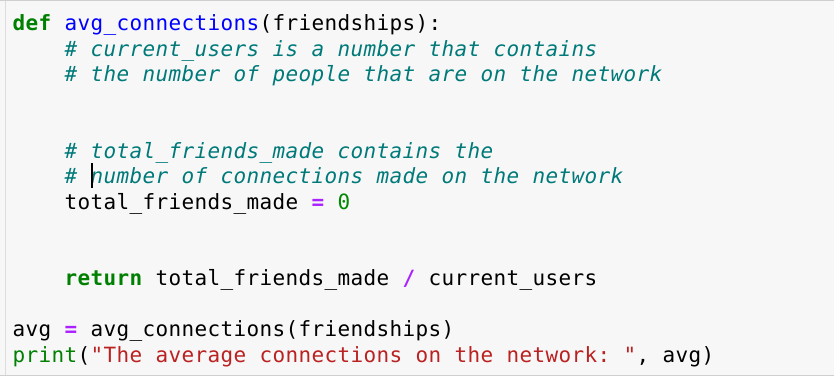 def avg_connections(friendships):
    # current_users is a number that contains
    # the number of people that are on the network
    # total_friends_made contains the
    # number of connections made on the network
    total_friends_made = 0
    return total_friends_made / current_users
avg = avg_connections(friendships)
print("The average connections on the network: ", avg)